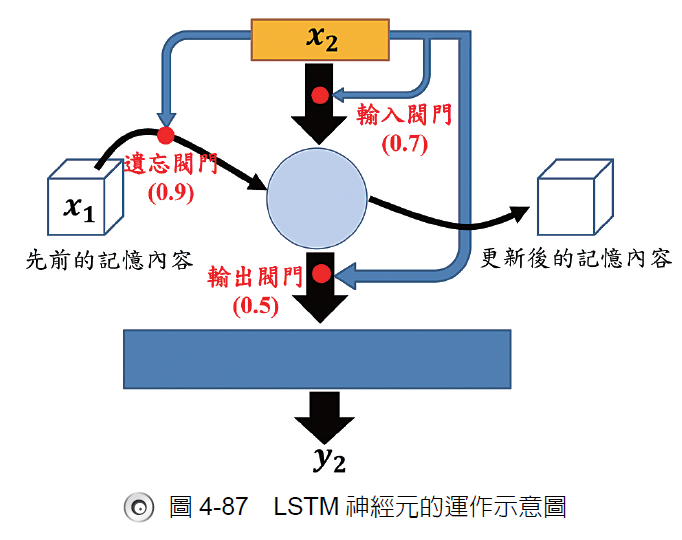 x₂
輸入閥門
(0.7)
遺忘閥門
(0.9)
x₁
先前的記憶內容
更新後的記憶內容
輸出閥門
(0.5)
y₂
圖 4-87 LSTM 神經元的運作示意圖